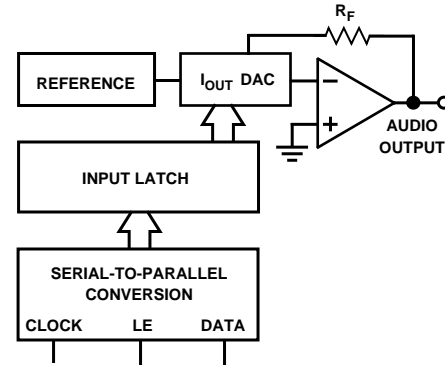 R_F
REFERENCE
I_OUT DAC
−
+
AUDIO
OUTPUT
INPUT LATCH
SERIAL-TO-PARALLEL
CONVERSION
CLOCK LE DATA